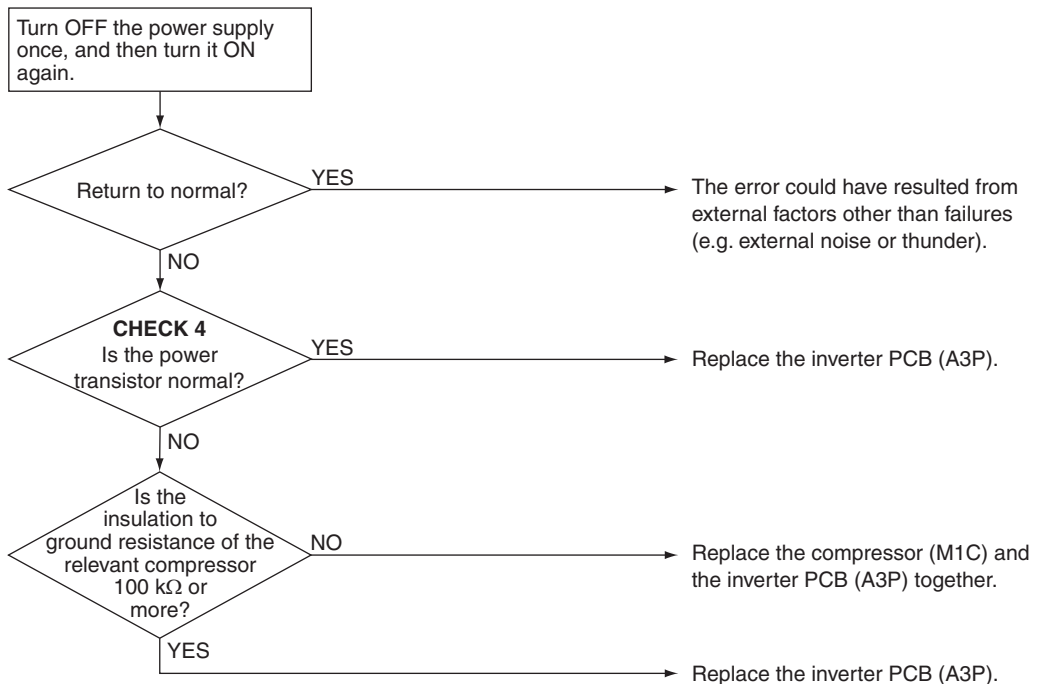 Turn OFF the power supply
once, and then turn it ON
again.
Return to normal?
YES
The error could have resulted from
external factors other than failures
(e.g. external noise or thunder).
NO
CHECK 4
Is the power
transistor normal?
YES
Replace the inverter PCB (A3P).
NO
Is the
insulation to
ground resistance of the
relevant compressor
100 kΩ or
more?
NO
Replace the compressor (M1C) and
the inverter PCB (A3P) together.
YES
Replace the inverter PCB (A3P).